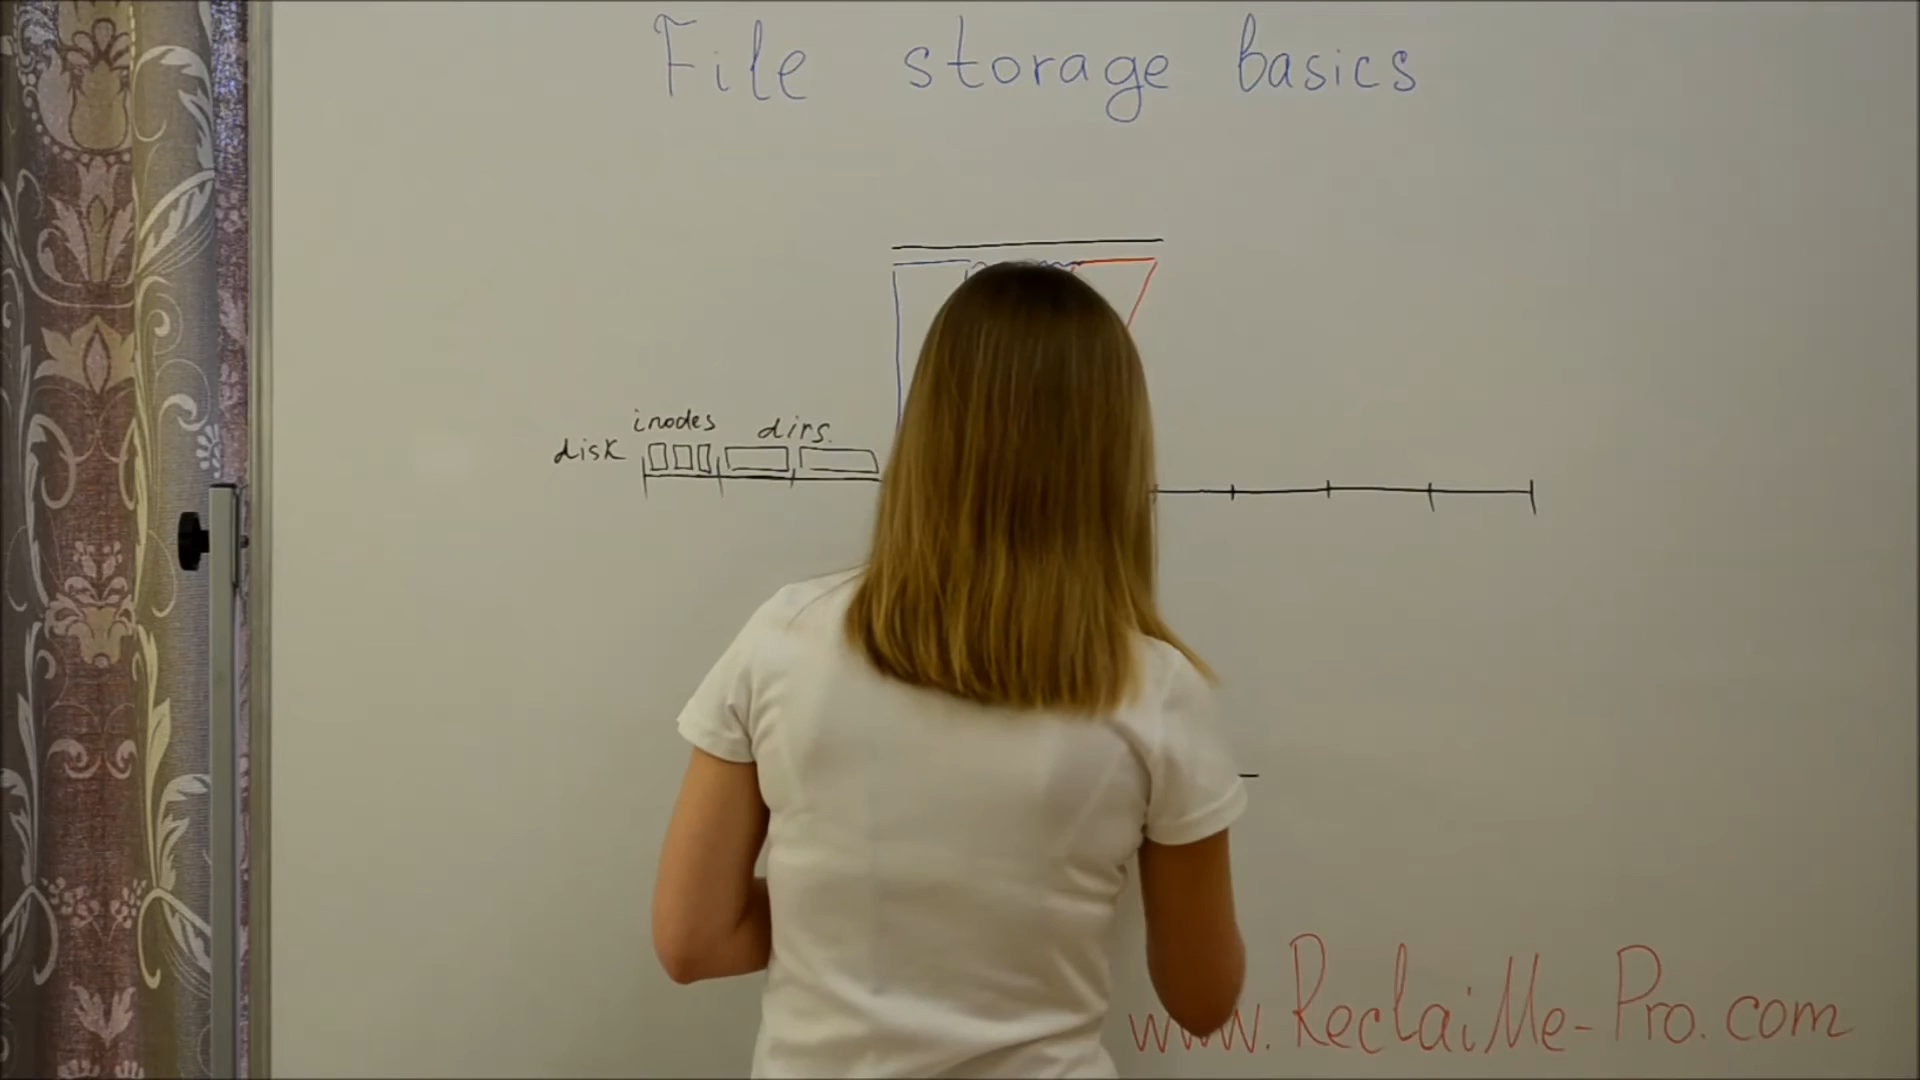 File storage basics
inodes
dirs.
disk
www.ReclaiMe-Pro.com